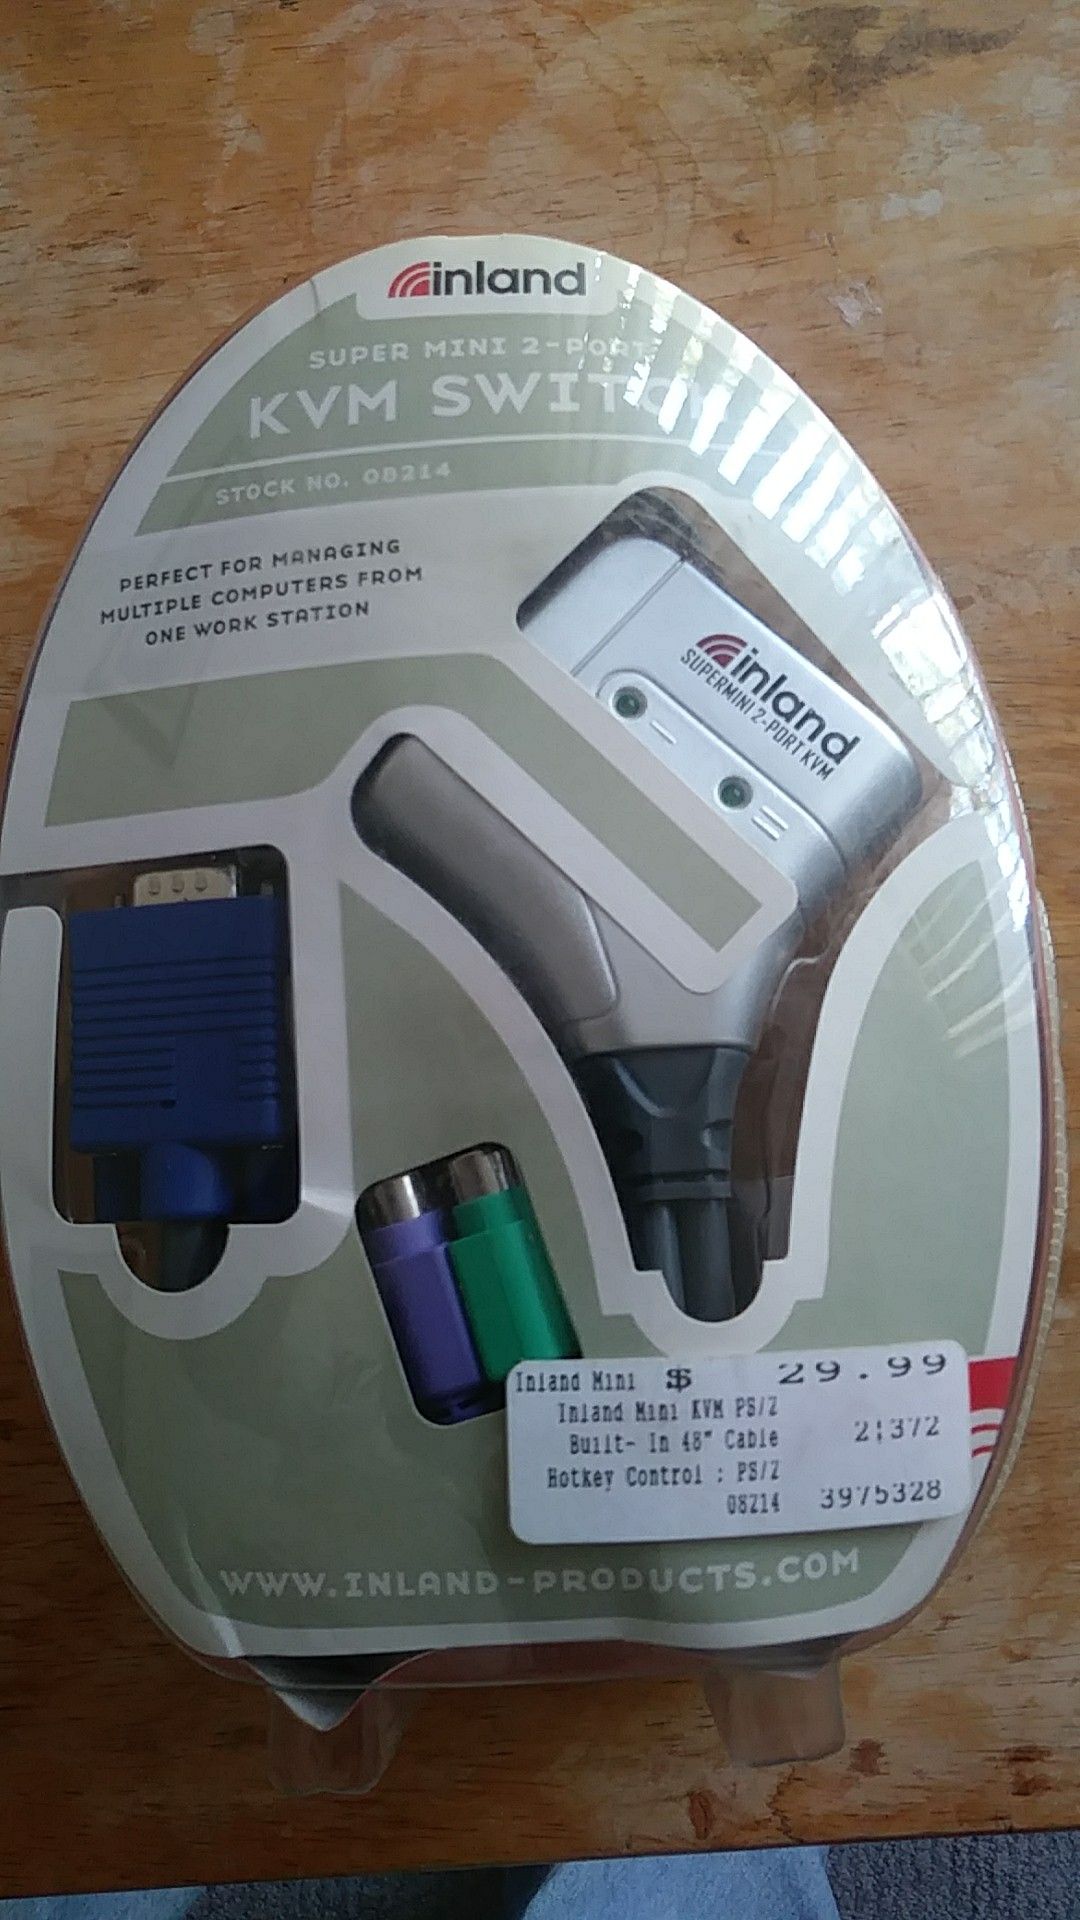 inland
SUPER MINI 2-PORT
KVM SWITCH
STOCK NO. 08214
PERFECT FOR MANAGING
MULTIPLE COMPUTERS FROM
ONE WORK STATION
inland
SUPERMINI 2-PORT KVM
Inland Mini $ 29.99
Inland Mini KVM PS/2
Built- In 48" Cable 2;372
Hotkey Control : PS/2
08214 3975328
WWW.INLAND-PRODUCTS.COM